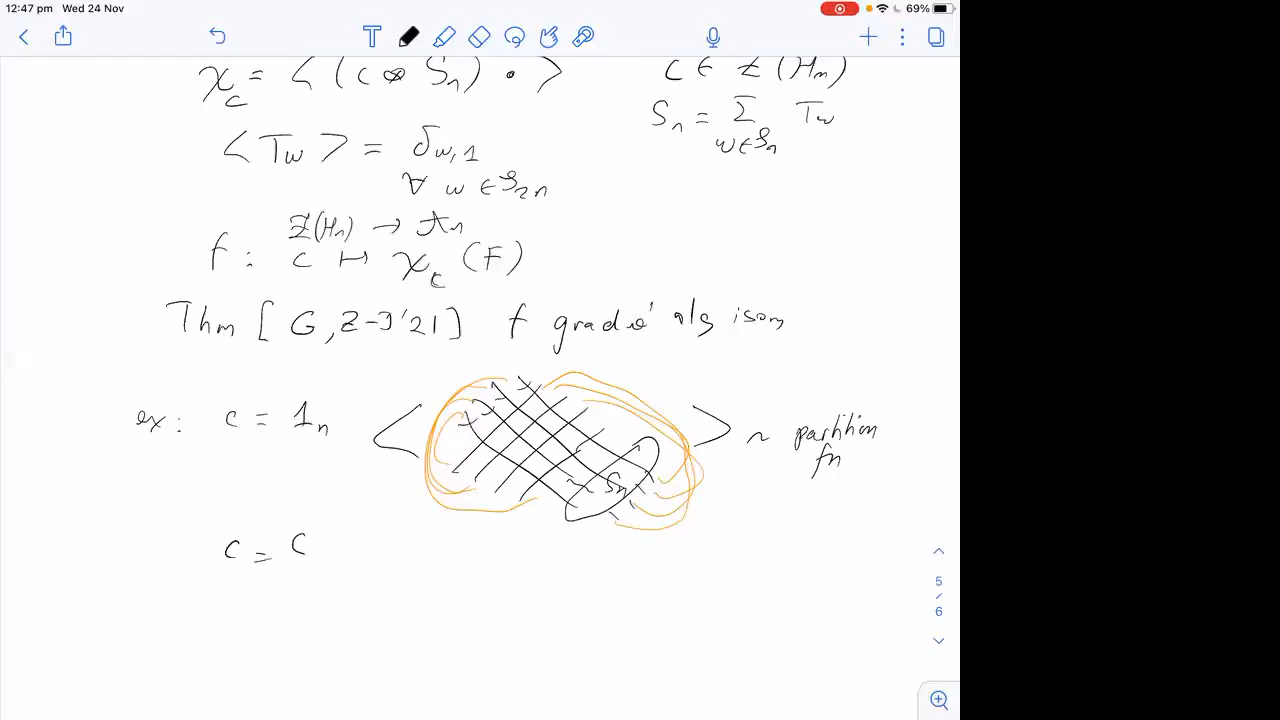 12:47 pm Wed 24 Nov
69%
χ_c = < (c ⊗ S_n) • >
c ∈ Z(H_n)
S_n = Σ_{w∈S_n} T_w
< T_w > = δ_{w,1}
∀ w ∈ S_{2n}
Z(H_n) → A_n
f : c ↦ χ_c (F)
Thm [ G, Z-J '21 ] f graded alg isom
ex : c = 1_n
< S_n > ~ partition
fn
c = C
5
/
6